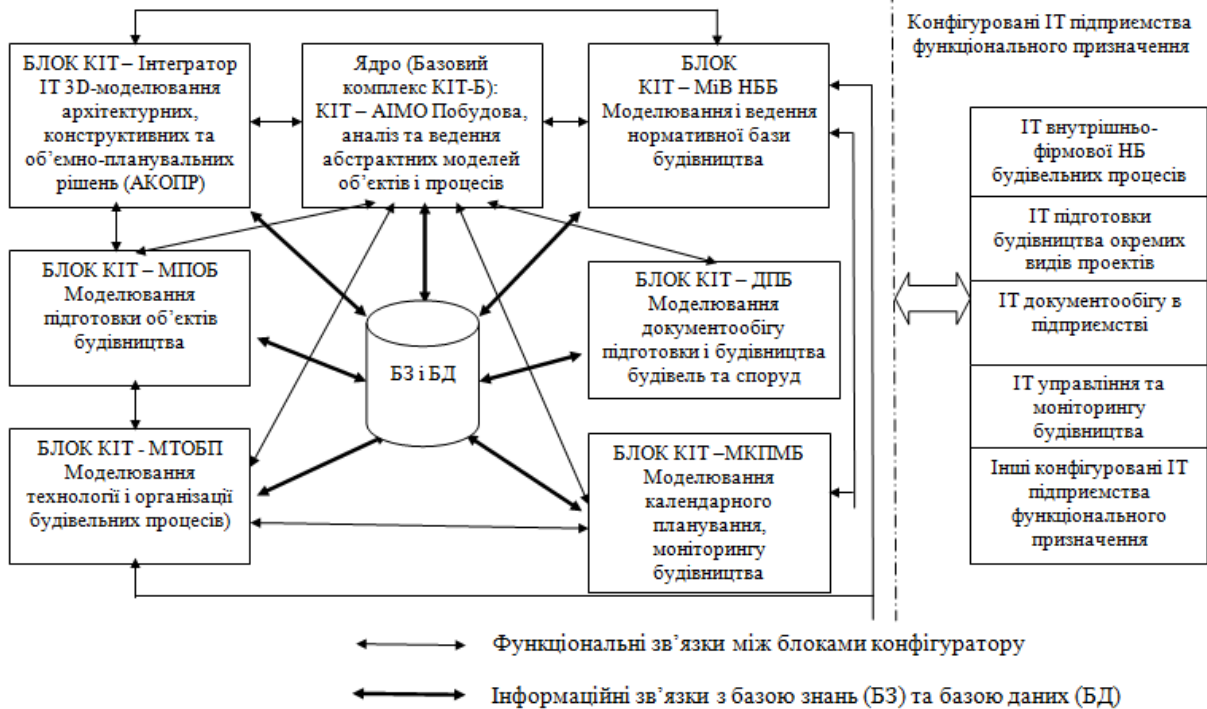 Конфігуровані ІТ підприємства
функціонального призначення
БЛОК КІТ – Інтегратор
ІТ 3D-моделювання
архітектурних,
конструктивних та
об’ємно-планувальних
рішень (АКОПР)
Ядро (Базовий
комплекс КІТ-Б):
КІТ – АІМО Побудова,
аналіз та ведення
абстрактних моделей
об’єктів і процесів
БЛОК
КІТ – МіВ НББ
Моделювання і ведення
нормативної бази
будівництва
БЛОК КІТ – МПОБ
Моделювання
підготовки об’єктів
будівництва
БЗ і БД
БЛОК КІТ – ДПБ
Моделювання
документообігу
підготовки і будівництва
будівель та споруд
БЛОК КІТ - МТОБП
Моделювання
технології і організації
будівельних процесів)
БЛОК КІТ –МКПМБ
Моделювання
календарного
планування,
моніторингу
будівництва
ІТ внутрішньо-
фірмової НБ
будівельних процесів
ІТ підготовки
будівництва окремих
видів проектів
ІТ документообігу в
підприємстві
ІТ управління та
моніторингу
будівництва
Інші конфігуровані ІТ
підприємства
функціонального
призначення
Функціональні зв’язки між блоками конфігуратору
Інформаційні зв’язки з базою знань (БЗ) та базою даних (БД)